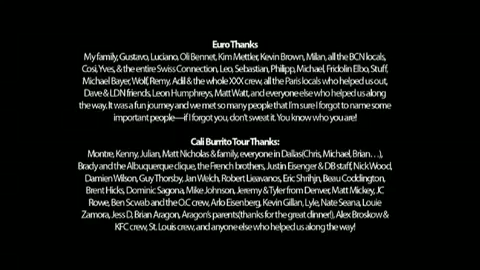 Euro Thanks
My family, Gustavo, Luciano, Oli Bennet, Kim Mettler, Kevin Brown, Milan, all the BCN locals,
Cosi, Yves, & the entire Swiss Connection, Leo, Sebastian, Philipp, Michael, Fridolin Elbo, Stuff,
Michael Bayer, Wolf, Remy, Adil & the whole XXX crew, all the Paris locals who helped us out,
Dave & LDN friends, Leon Humphreys, Matt Watt, and everyone else who helped us along
the way. It was a fun journey and we met so many people that I'm sure I forgot to name some
important people—if I forgot you, don't sweat it. You know who you are!
Cali Burrito Tour Thanks:
Montre, Kenny, Julian, Matt Nicholas & family, everyone in Dallas(Chris, Michael, Brian…),
Brady and the Albuquerque clique, the French brothers, Justin Eisenger & DB staff, Nick Wood,
Damien Wilson, Guy Thorsby, Jan Welch, Robert Lieavanos, Eric Shrihjn, Beau Coddington,
Brent Hicks, Dominic Sagona, Mike Johnson, Jeremy & Tyler from Denver, Matt Mickey, JC
Rowe, Ben Scwab and the O.C crew, Arlo Eisenberg, Kevin Gillan, Lyle, Nate Seana, Louie
Zamora, Jess D, Brian Aragon, Aragon's parents(thanks for the great dinner!), Alex Broskow &
KFC crew, St. Louis crew, and anyone else who helped us along the way!